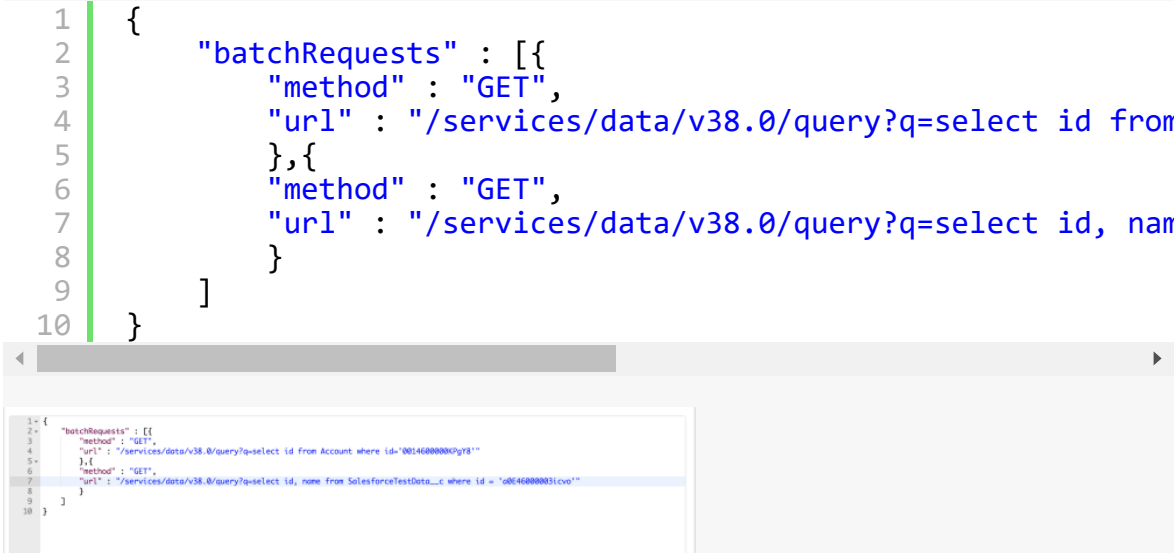 1 {
2 "batchRequests" : [{
3 "method" : "GET",
4 "url" : "/services/data/v38.0/query?q=select id from
5 },{
6 "method" : "GET",
7 "url" : "/services/data/v38.0/query?q=select id, nam
8 }
9 ]
10 }
1 {
2 "batchRequests" : [{
3 "method" : "GET",
4 "url" : "/services/data/v38.0/query?q=select id from Account where id='0014600000KPgY8'"
5 },{
6 "method" : "GET",
7 "url" : "/services/data/v38.0/query?q=select id, name from SalesforceTestData__c where id = 'a0E46000003icvo'"
8 }
9 ]
10 }